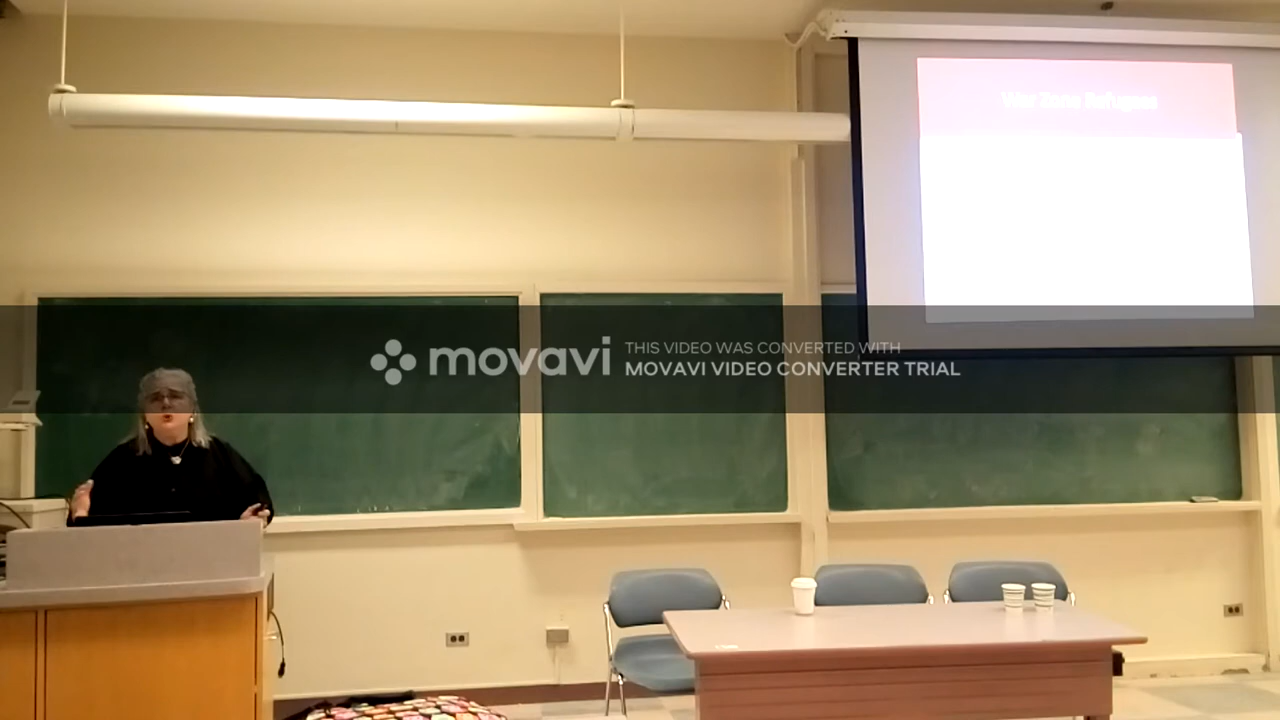 War Zone Refugees
movavi
THIS VIDEO WAS CONVERTED WITH
MOVAVI VIDEO CONVERTER TRIAL